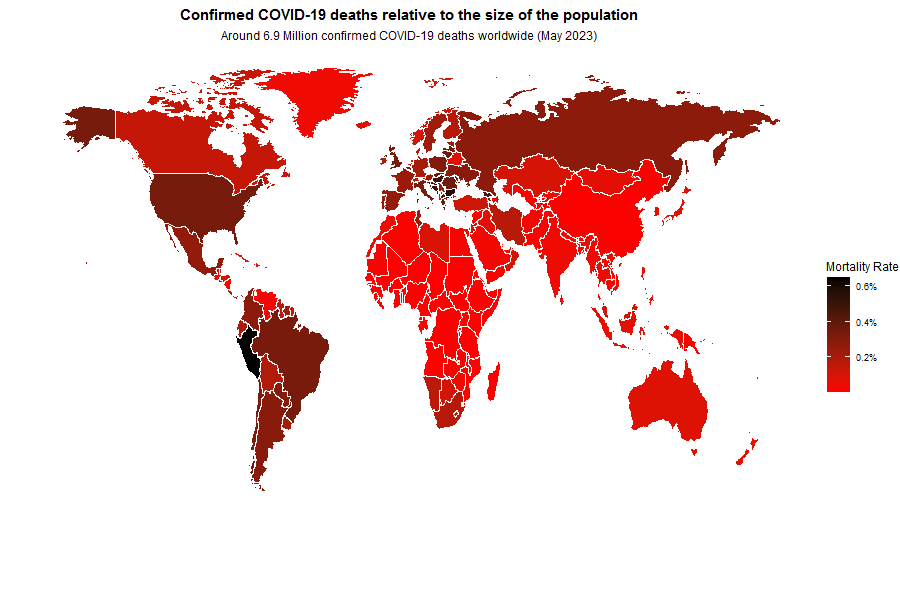 Confirmed COVID-19 deaths relative to the size of the population
Around 6.9 Million confirmed COVID-19 deaths worldwide (May 2023)
Mortality Rate
0.6%
0.4%
0.2%